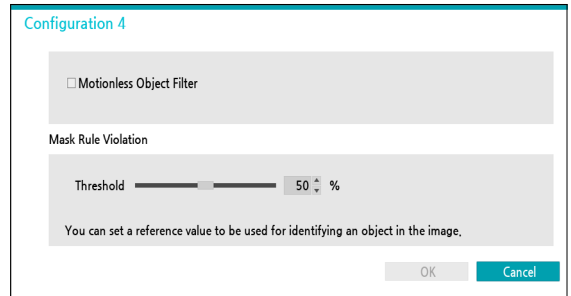 Configuration 4
Motionless Object Filter
Mask Rule Violation
Threshold 50 %
You can set a reference value to be used for identifying an object in the image.
OK Cancel